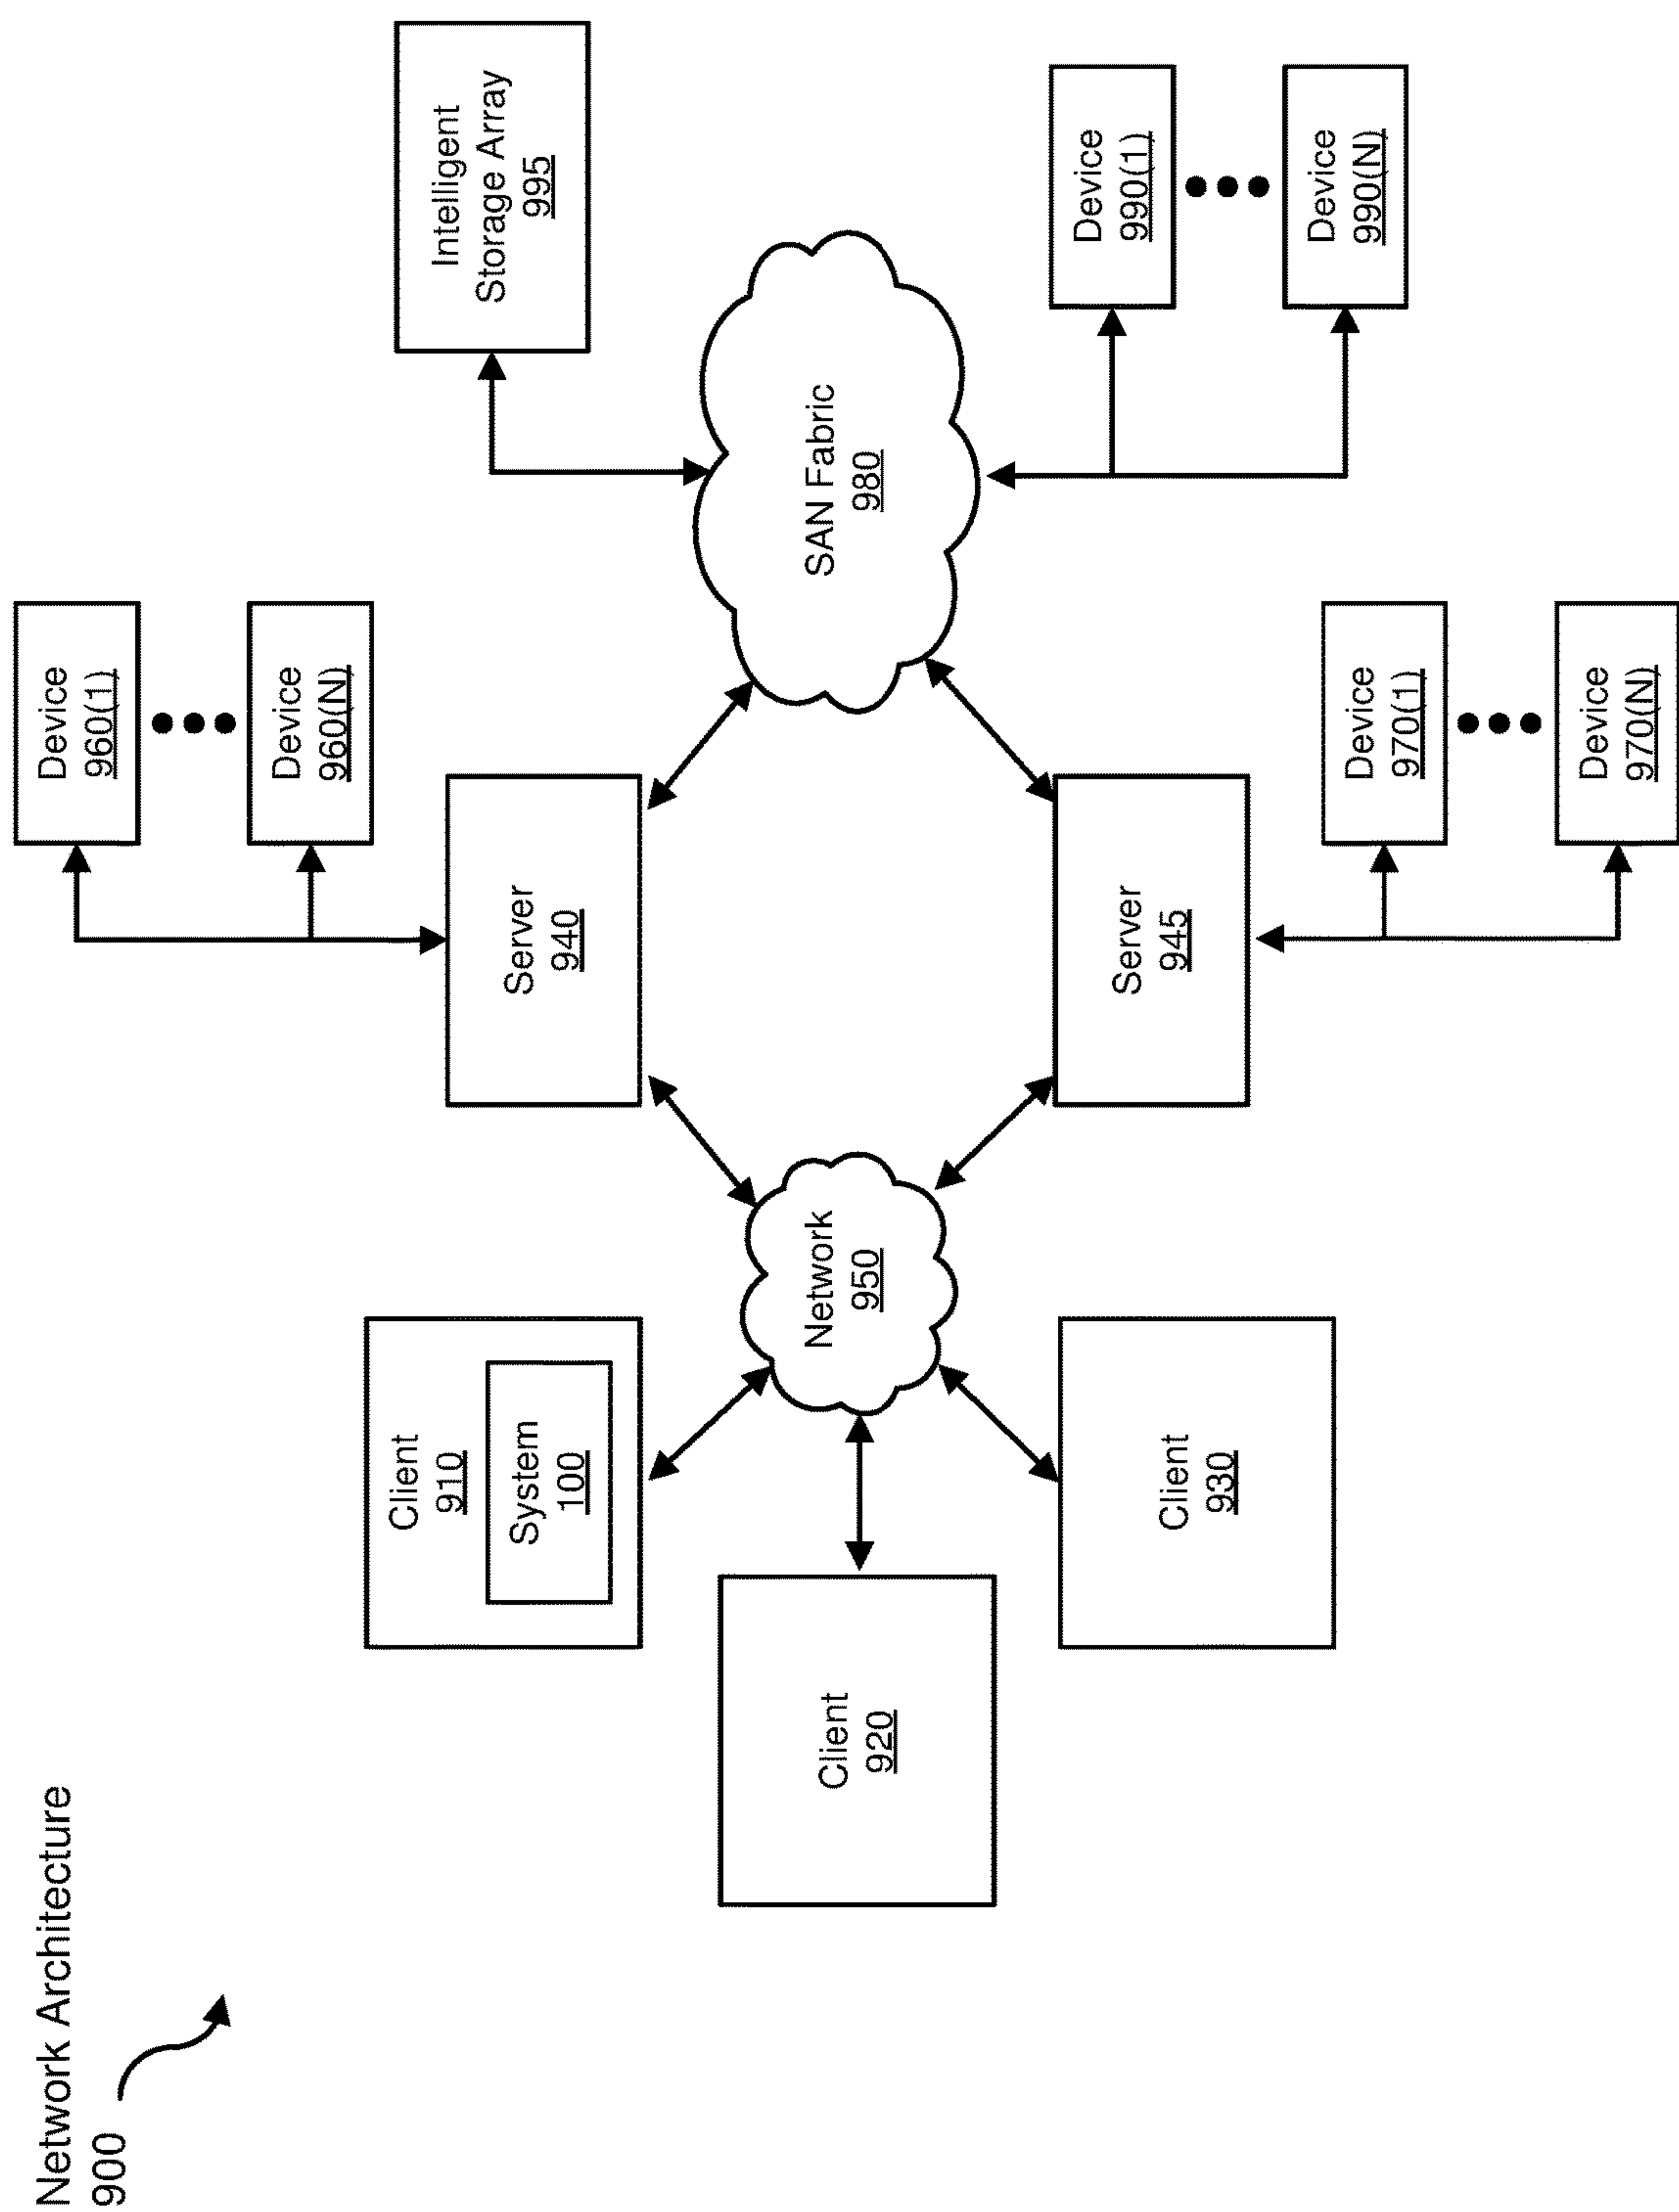 Network Architecture
900
Client
910
System
100
Client
920
Client
930
Network
950
Server
940
Server
945
Device
960(1)
Device
960(N)
Device
970(1)
Device
970(N)
SAN Fabric
980
Intelligent
Storage Array
995
Device
990(1)
Device
990(N)